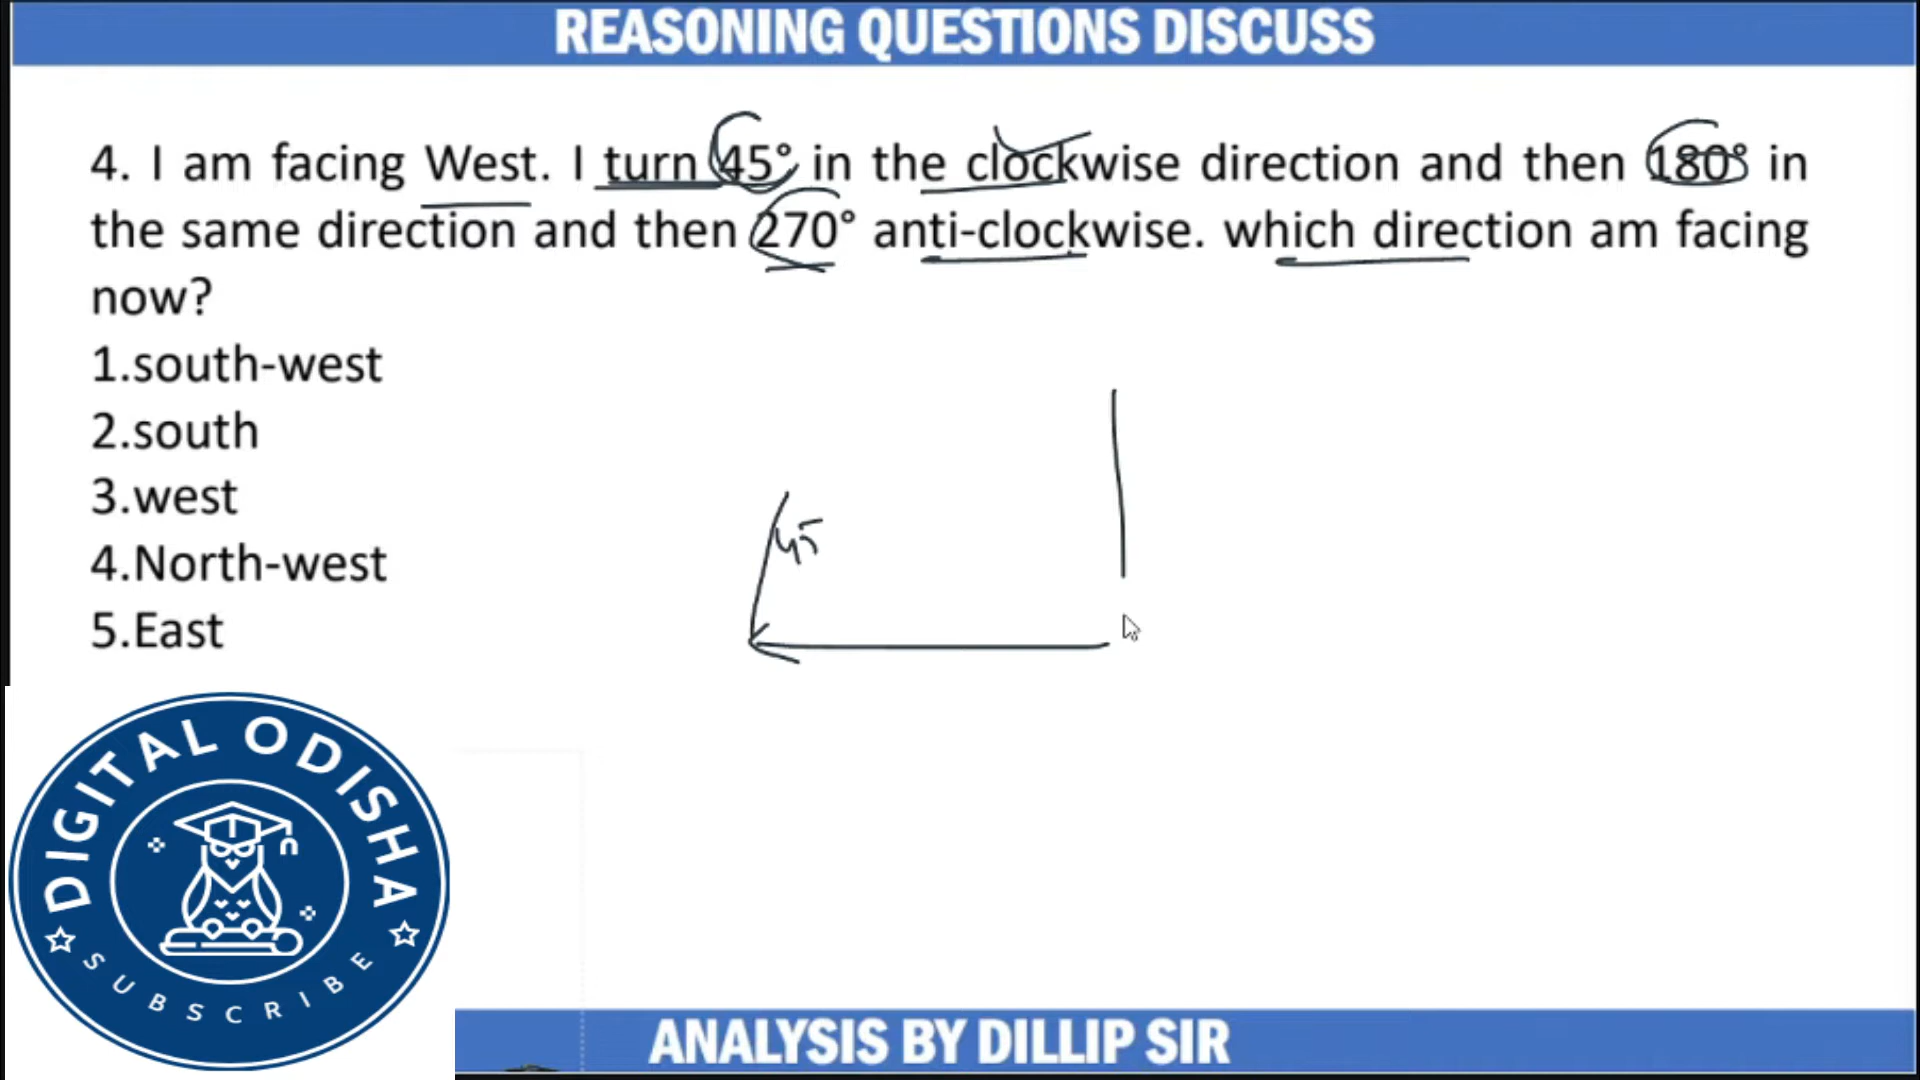 REASONING QUESTIONS DISCUSS
4. I am facing West. I turn 45° in the clockwise direction and then 180° in
the same direction and then 270° anti-clockwise. which direction am facing
now?
1.south-west
2.south
3.west
4.North-west
5.East
45
DIGITAL ODISHA
SUBSCRIBE
ANALYSIS BY DILLIP SIR